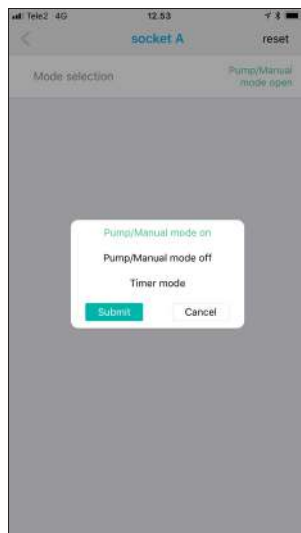 Tele2 4G 12.53
socket A reset
Mode selection Pump/Manual
mode open
Pump/Manual mode on
Pump/Manual mode off
Timer mode
Submit Cancel